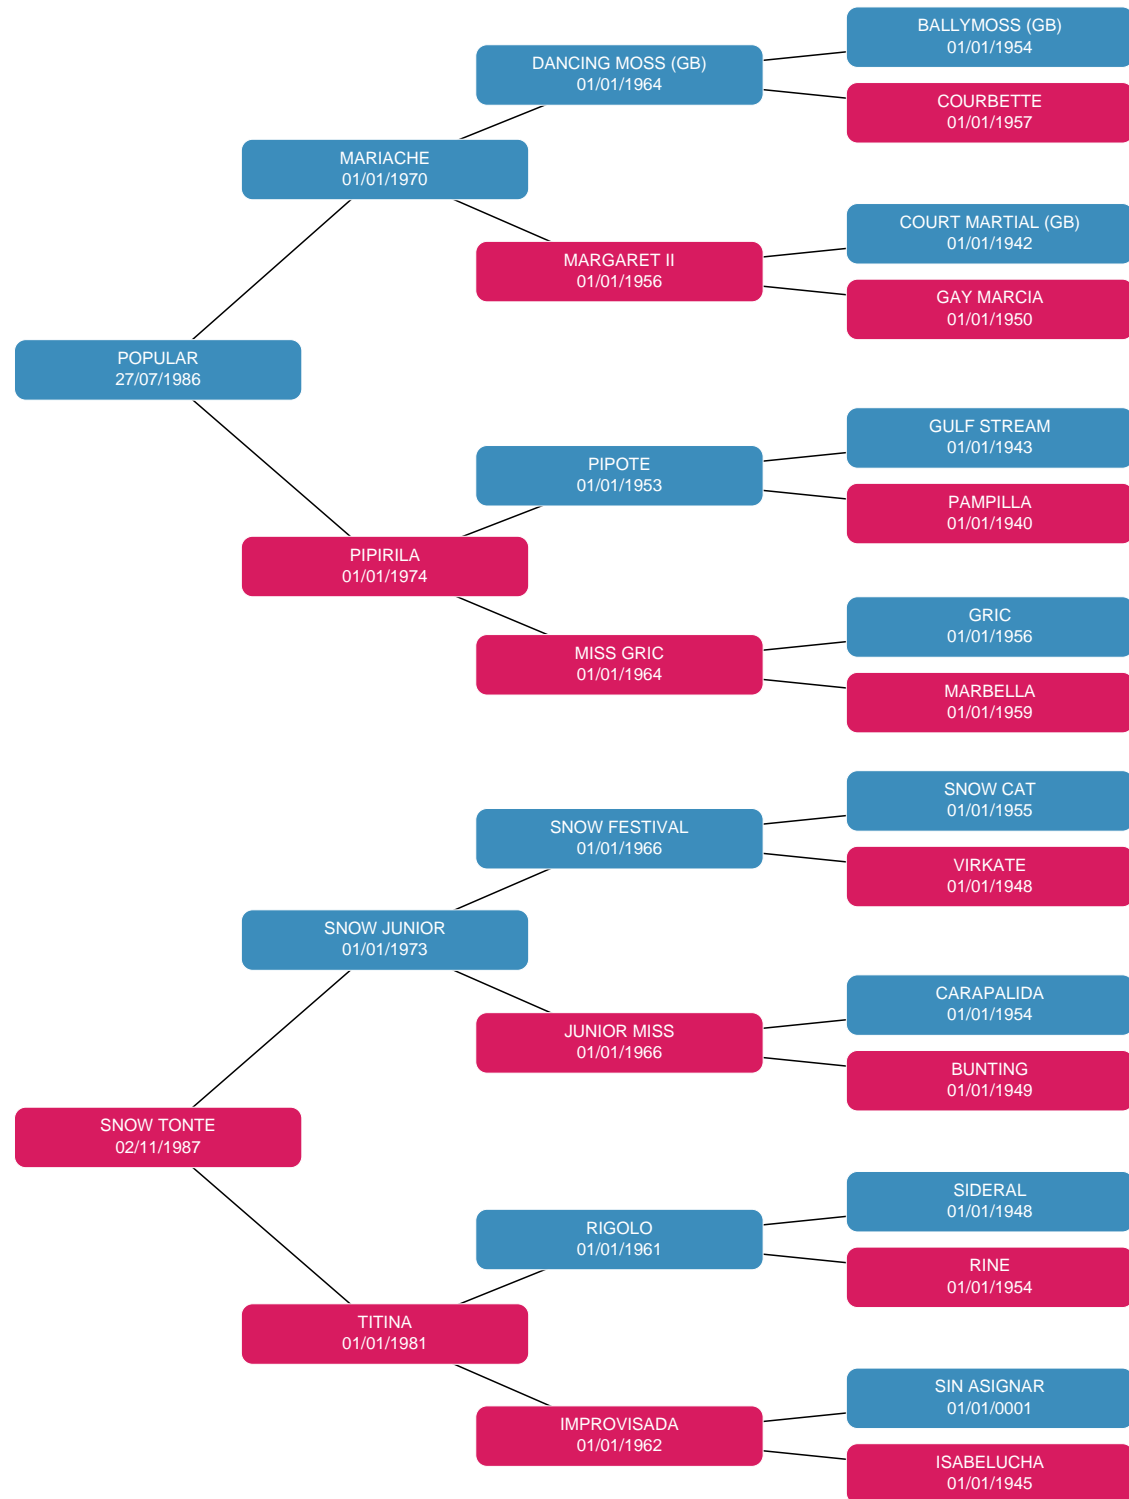 BALLYMOSS (GB)
01/01/1954
DANCING MOSS (GB)
01/01/1964
COURBETTE
01/01/1957
MARIACHE
01/01/1970
COURT MARTIAL (GB)
01/01/1942
MARGARET II
01/01/1956
GAY MARCIA
01/01/1950
POPULAR
27/07/1986
GULF STREAM
01/01/1943
PIPOTE
01/01/1953
PAMPILLA
01/01/1940
PIPIRILA
01/01/1974
GRIC
01/01/1956
MISS GRIC
01/01/1964
MARBELLA
01/01/1959
SNOW CAT
01/01/1955
SNOW FESTIVAL
01/01/1966
VIRKATE
01/01/1948
SNOW JUNIOR
01/01/1973
CARAPALIDA
01/01/1954
JUNIOR MISS
01/01/1966
BUNTING
01/01/1949
SNOW TONTE
02/11/1987
SIDERAL
01/01/1948
RIGOLO
01/01/1961
RINE
01/01/1954
TITINA
01/01/1981
SIN ASIGNAR
01/01/0001
IMPROVISADA
01/01/1962
ISABELUCHA
01/01/1945